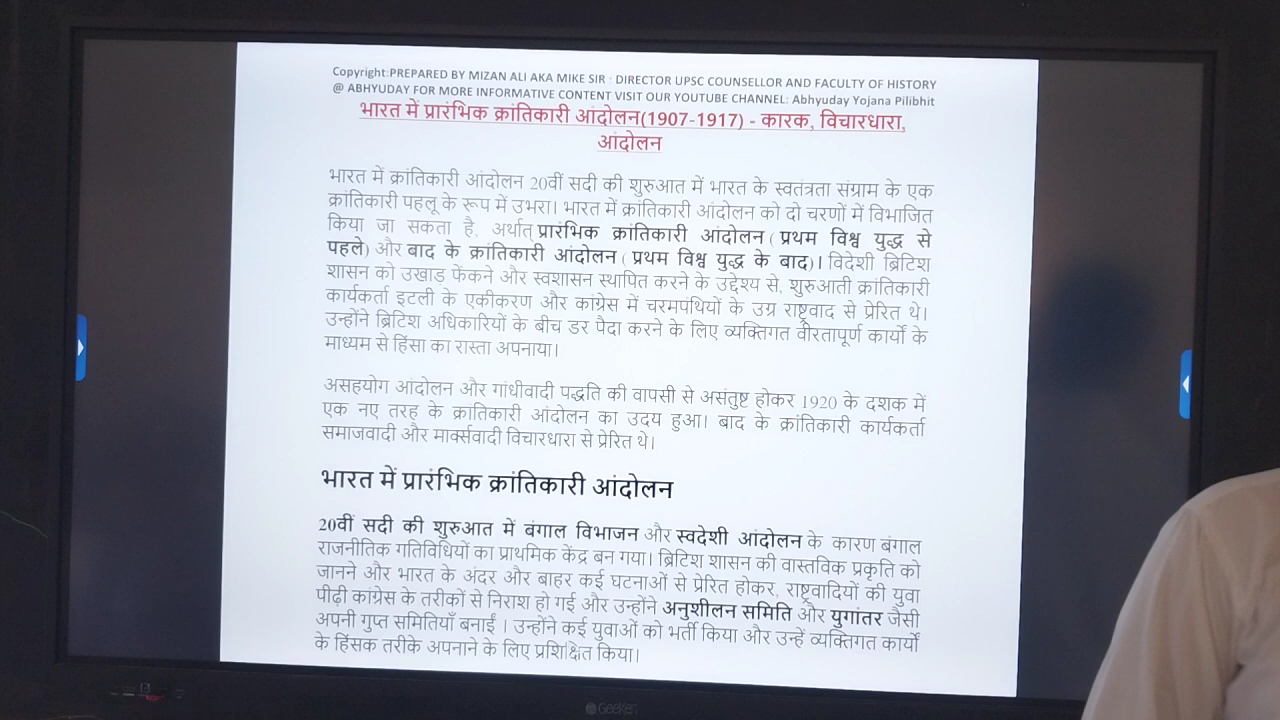 Copyright:PREPARED BY MIZAN ALI AKA MIKE SIR : DIRECTOR UPSC COUNSELLOR AND FACULTY OF HISTORY
@ ABHYUDAY FOR MORE INFORMATIVE CONTENT VISIT OUR YOUTUBE CHANNEL: Abhyuday Yojana Pilibhit
भारत में प्रारंभिक क्रांतिकारी आंदोलन(1907-1917) - कारक, विचारधारा,
आंदोलन
भारत में क्रांतिकारी आंदोलन 20वीं सदी की शुरुआत में भारत के स्वतंत्रता संग्राम के एक
क्रांतिकारी पहलू के रूप में उभरा। भारत में क्रांतिकारी आंदोलन को दो चरणों में विभाजित
किया जा सकता है, अर्थात् प्रारंभिक क्रांतिकारी आंदोलन ( प्रथम विश्व युद्ध से
पहले) और बाद के क्रांतिकारी आंदोलन ( प्रथम विश्व युद्ध के बाद)। विदेशी ब्रिटिश
शासन को उखाड़ फेंकने और स्वशासन स्थापित करने के उद्देश्य से, शुरुआती क्रांतिकारी
कार्यकर्ता इटली के एकीकरण और कांग्रेस में चरमपंथियों के उग्र राष्ट्रवाद से प्रेरित थे।
उन्होंने ब्रिटिश अधिकारियों के बीच डर पैदा करने के लिए व्यक्तिगत वीरतापूर्ण कार्यों के
माध्यम से हिंसा का रास्ता अपनाया।
असहयोग आंदोलन और गांधीवादी पद्धति की वापसी से असंतुष्ट होकर 1920 के दशक में
एक नए तरह के क्रांतिकारी आंदोलन का उदय हुआ। बाद के क्रांतिकारी कार्यकर्ता
समाजवादी और मार्क्सवादी विचारधारा से प्रेरित थे।
भारत में प्रारंभिक क्रांतिकारी आंदोलन
20वीं सदी की शुरुआत में बंगाल विभाजन और स्वदेशी आंदोलन के कारण बंगाल
राजनीतिक गतिविधियों का प्राथमिक केंद्र बन गया। ब्रिटिश शासन की वास्तविक प्रकृति को
जानने और भारत के अंदर और बाहर कई घटनाओं से प्रेरित होकर, राष्ट्रवादियों की युवा
पीढ़ी कांग्रेस के तरीकों से निराश हो गई और उन्होंने अनुशीलन समिति और युगांतर जैसी
अपनी गुप्त समितियाँ बनाईं । उन्होंने कई युवाओं को भर्ती किया और उन्हें व्यक्तिगत कार्यों
के हिंसक तरीके अपनाने के लिए प्रशिक्षित किया।
Geeken